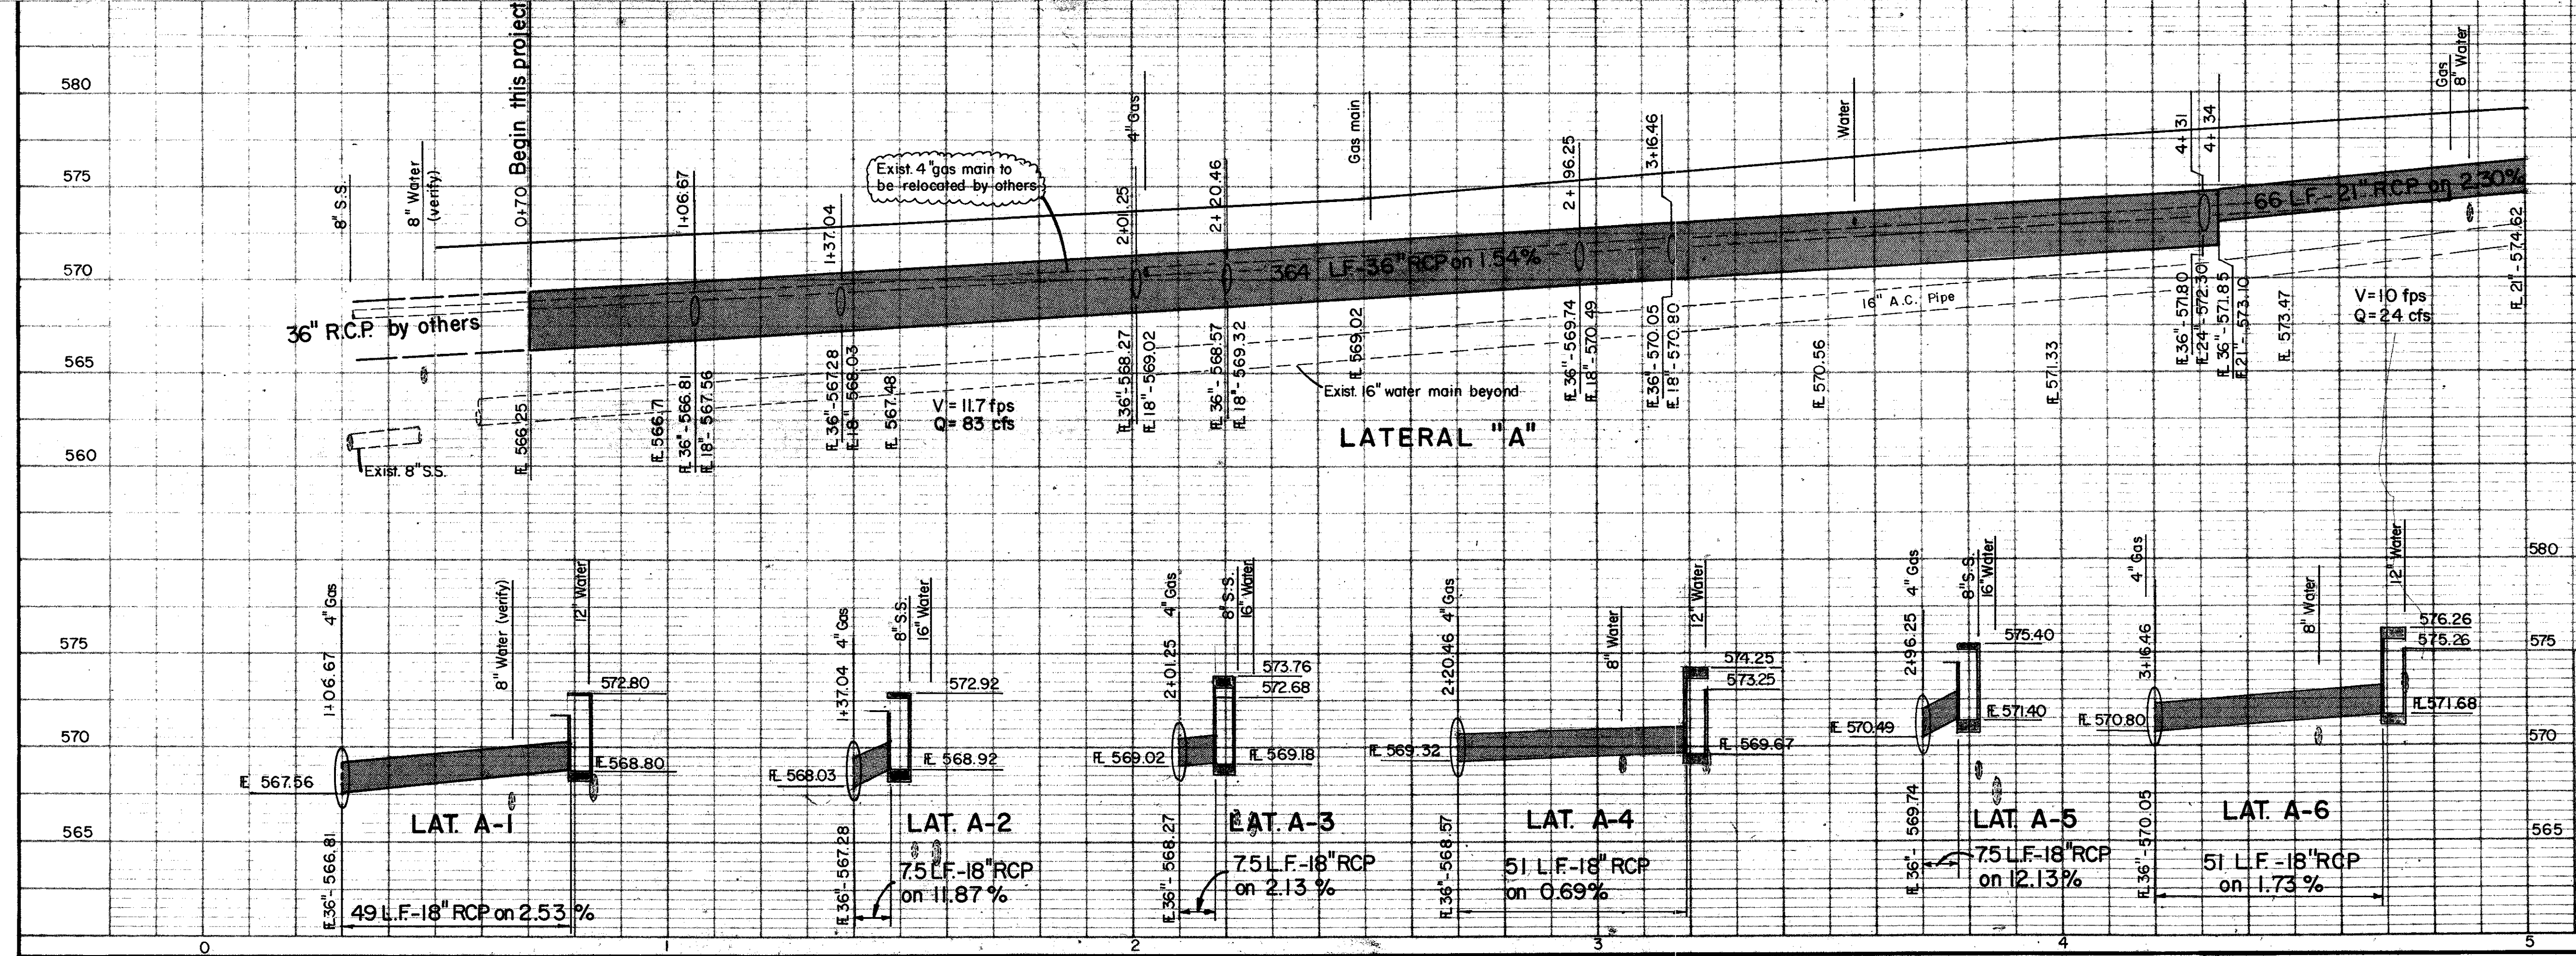 580
575
570
565
560
8" S.S.
8" Water
(verify)
0+70 Begin this project
1+06.67
1+37.04
Exist. 4" gas main to
be relocated by others
2+01.25
4" Gas
2+20.46
Gas main
2+96.25
3+16.46
Water
4+31
4+34
Gas
8" Water
36" R.C.P. by others
364 LF-36" RCP on 1.54%
66 L.F.-21" RCP on 2.30%
16" A.C. Pipe
Exist. 16" water main beyond
Exist. 8" S.S.
FL 566.25
FL 566.71
FL 36"-566.81
FL 18"-567.56
FL 36"-567.28
FL 18"-568.03
FL 567.48
V = 11.7 fps
Q = 83 cfs
FL 36"-568.27
FL 18"-569.02
FL 36"-568.57
FL 18"-569.32
FL 569.02
FL 36"-569.74
FL 18"-570.49
FL 36"-570.05
FL 18"-570.80
FL 570.56
FL 571.33
FL 36"-571.80
FL 24"-572.30
FL 36"-571.85
FL 21"-573.10
FL 573.47
V=10 fps
Q=24 cfs
FL 21"-574.62
LATERAL "A"
575
570
565
580
575
570
565
1+06.67 4" Gas
8" Water (verify)
12" Water
572.80
FL 568.80
FL 567.56
FL 36"-566.81
LAT. A-1
49 L.F.-18" RCP on 2.53 %
1+37.04 4" Gas
8" S.S.
16" Water
572.92
FL 568.92
FL 568.03
FL 36"-567.28
LAT. A-2
7.5 L.F.-18" RCP
on 11.87 %
2+01.25 4" Gas
8" S.S.
16" Water
573.76
572.68
FL 569.18
FL 569.02
FL 36"-568.27
LAT. A-3
7.5 L.F.-18" RCP
on 2.13 %
2+20.46 4" Gas
8" Water
12" Water
574.25
573.25
FL 569.67
FL 569.32
FL 36"-568.57
LAT. A-4
51 L.F.-18" RCP
on 0.69%
2+96.25 4" Gas
8" S.S.
16" Water
575.40
FL 571.40
FL 570.49
FL 36"-569.74
LAT. A-5
7.5 L.F.-18" RCP
on 12.13 %
3+16.46 4" Gas
8" Water
12" Water
576.26
575.26
FL 571.68
FL 570.80
FL 36"-570.05
LAT. A-6
51 L.F.-18" RCP
on 1.73 %
0 1 2 3 4 5